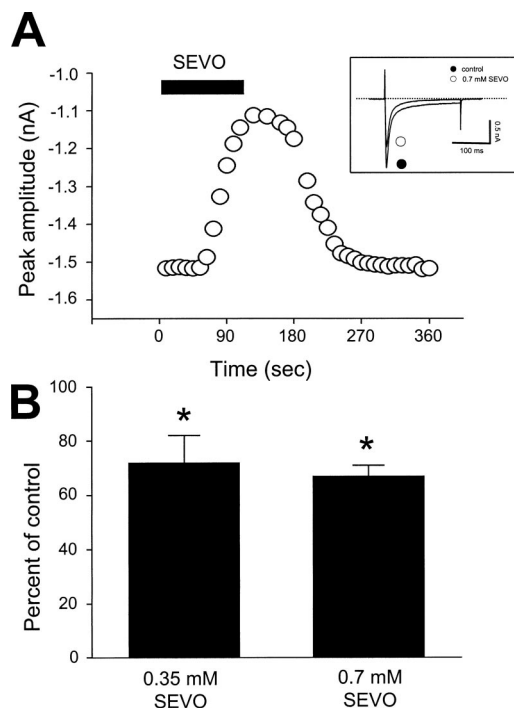 A
SEVO
Peak amplitude (nA)
-1.0
-1.1
-1.2
-1.3
-1.4
-1.5
-1.6
0 90 180 270 360
Time (sec)
control
0.7 mM SEVO
0.5 nA
100 ms
B
Percent of control
100
80
60
40
20
0
*
*
0.35 mM
SEVO
0.7 mM
SEVO